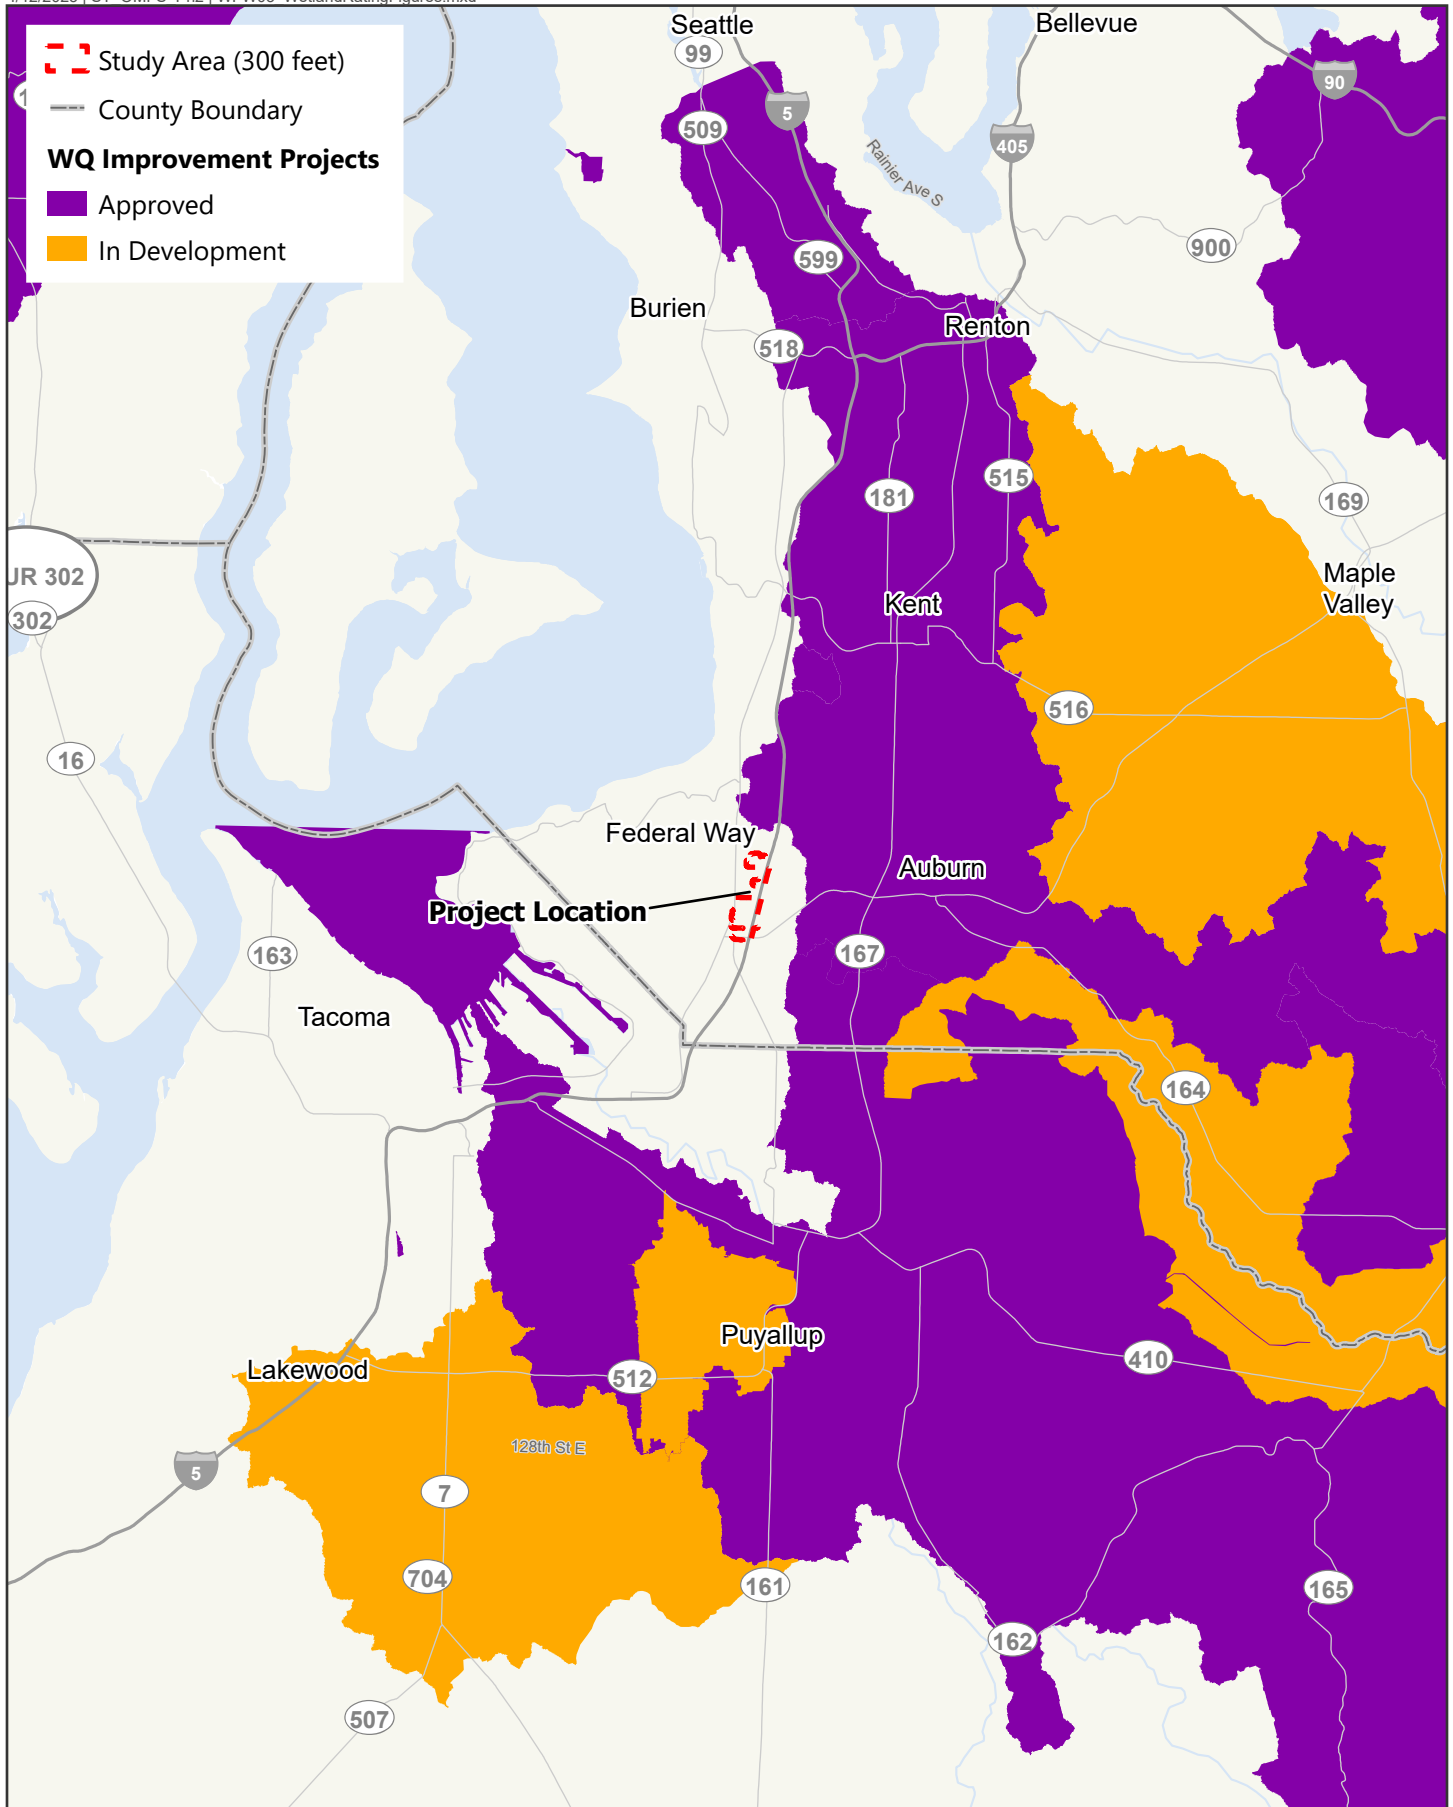 Study Area (300 feet)
County Boundary
WQ Improvement Projects
Approved
In Development
Seattle
Bellevue
99
5
90
509
405
Rainier Ave S
599
900
Burien
Renton
518
181
515
169
UR 302
302
Kent
Maple
Valley
516
16
Federal Way
Auburn
Project Location
163
167
Tacoma
164
Puyallup
410
Lakewood
512
128th St E
5
7
704
161
165
162
507